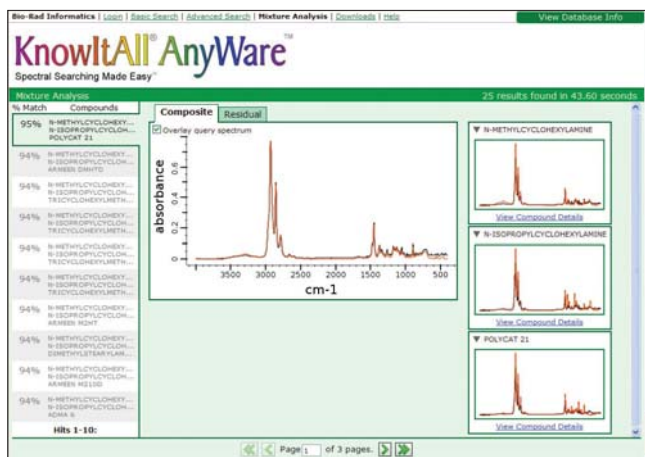 Bio-Rad Informatics | Login | Basic Search | Advanced Search | Mixture Analysis | Downloads | Help
View Database Info
KnowItAll® AnyWare™
Spectral Searching Made Easy™
Mixture Analysis
25 results found in 43.60 seconds
% Match Compounds
95% N-METHYLCYCLOHEXY...
N-ISOPROPYLCYCLOH...
POLYCAT 21
94% N-METHYLCYCLOHEXY...
N-ISOPROPYLCYCLOH...
ARMEEN DMHTD
94% N-METHYLCYCLOHEXY...
N-ISOPROPYLCYCLOH...
TRICYCLOHEXYLMETH...
94% N-METHYLCYCLOHEXY...
N-ISOPROPYLCYCLOH...
TRICYCLOHEXYLMETH...
94% N-METHYLCYCLOHEXY...
N-ISOPROPYLCYCLOH...
TRICYCLOHEXYLMETH...
94% N-METHYLCYCLOHEXY...
N-ISOPROPYLCYCLOH...
TRICYCLOHEXYLMETH...
94% N-METHYLCYCLOHEXY...
N-ISOPROPYLCYCLOH...
ARMEEN M2HT
94% N-METHYLCYCLOHEXY...
N-ISOPROPYLCYCLOH...
DIMETHYLSTEARYLAM...
94% N-METHYLCYCLOHEXY...
N-ISOPROPYLCYCLOH...
ARMEEN M210D
94% N-METHYLCYCLOHEXY...
N-ISOPROPYLCYCLOH...
ADMA 6
Hits 1-10:
Composite Residual
Overlay query spectrum
absorbance
0.6
0.4
0.2
0
3500 3000 2500 2000 1500 1000 500
cm-1
N-METHYLCYCLOHEXYLAMINE
View Compound Details
N-ISOPROPYLCYCLOHEXYLAMINE
View Compound Details
POLYCAT 21
View Compound Details
Page 1 of 3 pages.